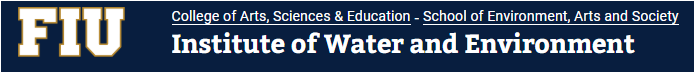 FIU
College of Arts, Sciences & Education - School of Environment, Arts and Society
Institute of Water and Environment